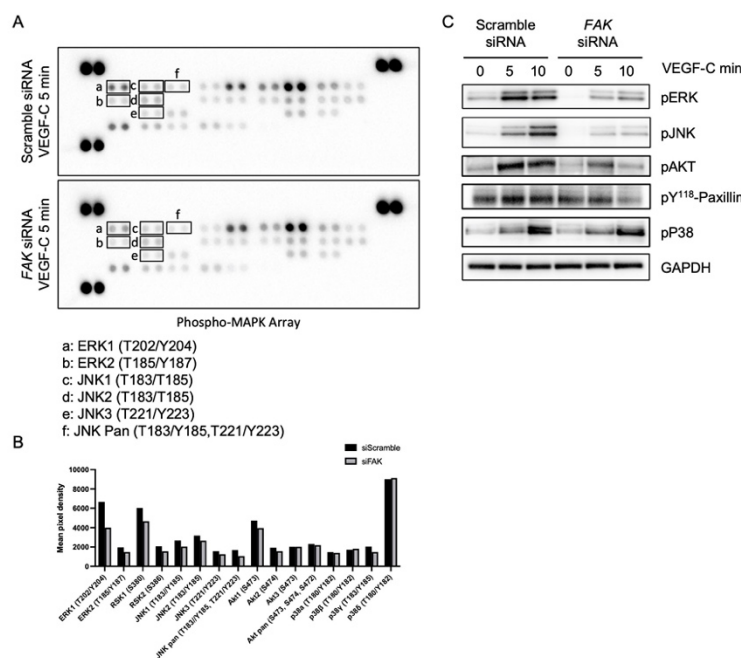 A
Scramble siRNA
VEGF-C 5 min
a
b
c
d
e
f
FAK siRNA
VEGF-C 5 min
a
b
c
d
e
f
Phospho-MAPK Array
a: ERK1 (T202/Y204)
b: ERK2 (T185/Y187)
c: JNK1 (T183/T185)
d: JNK2 (T183/T185)
e: JNK3 (T221/Y223)
f: JNK Pan (T183/Y185,T221/Y223)
B
siScramble
siFAK
Mean pixel density
10000
8000
6000
4000
2000
0
ERK1 (T202/Y204)
ERK2 (T185/Y187)
RSK1 (S380)
RSK2 (S386)
JNK1 (T183/Y185)
JNK2 (T183/Y185)
JNK3 (T221/Y223)
JNK pan (T183//Y185, T221/Y223)
Akt1 (S473)
Akt2 (S474)
Akt3 (S473)
Akt pan (S473, S474, S472)
p38α (T180/Y182)
p38β (T180/Y182)
p38γ (T183/Y185)
p38δ (T180/Y182)
C
Scramble
siRNA
FAK
siRNA
0 5 10 0 5 10 VEGF-C min
pERK
pJNK
pAKT
pY118-Paxillin
pP38
GAPDH